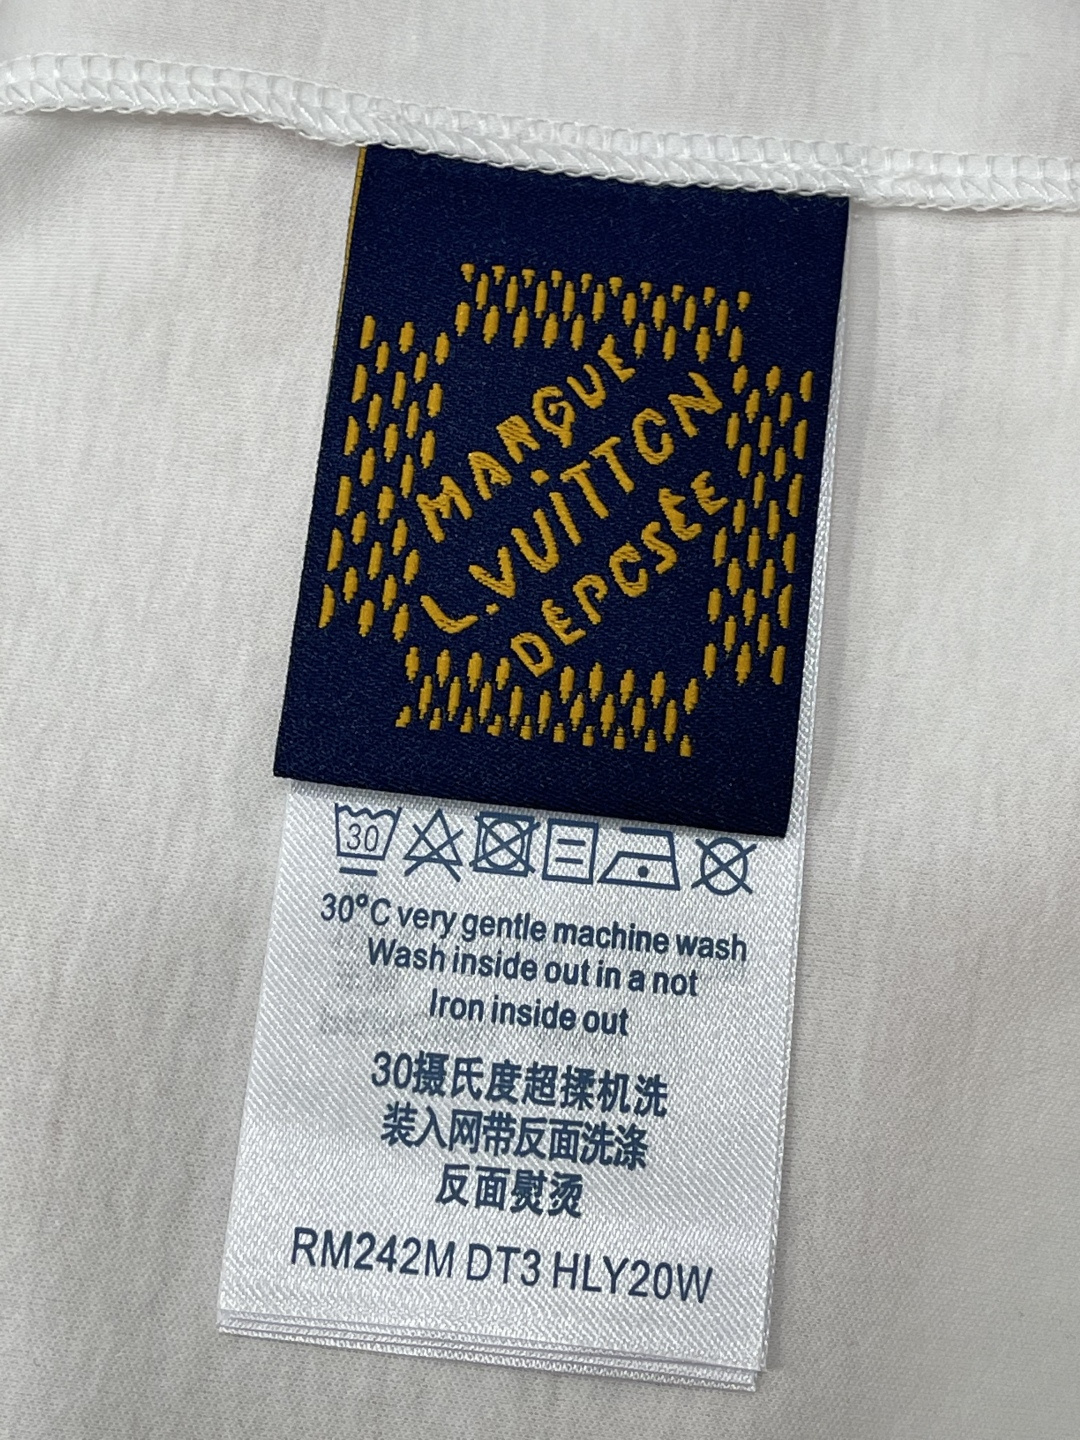 MARQUE
L.VUITTON
DÉPOSÉE
30
30°C very gentle machine wash
Wash inside out in a not
Iron inside out
30摄氏度超揉机洗
装入网带反面洗涤
反面熨烫
RM242M DT3 HLY20W